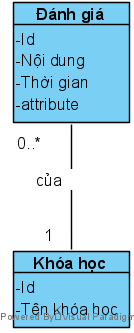 Đánh giá
-Id
-Nội dung
-Thời gian
-attribute
0..*
của
1
Khóa học
-Id
-Tên khóa học
Powered By Visual Paradigm